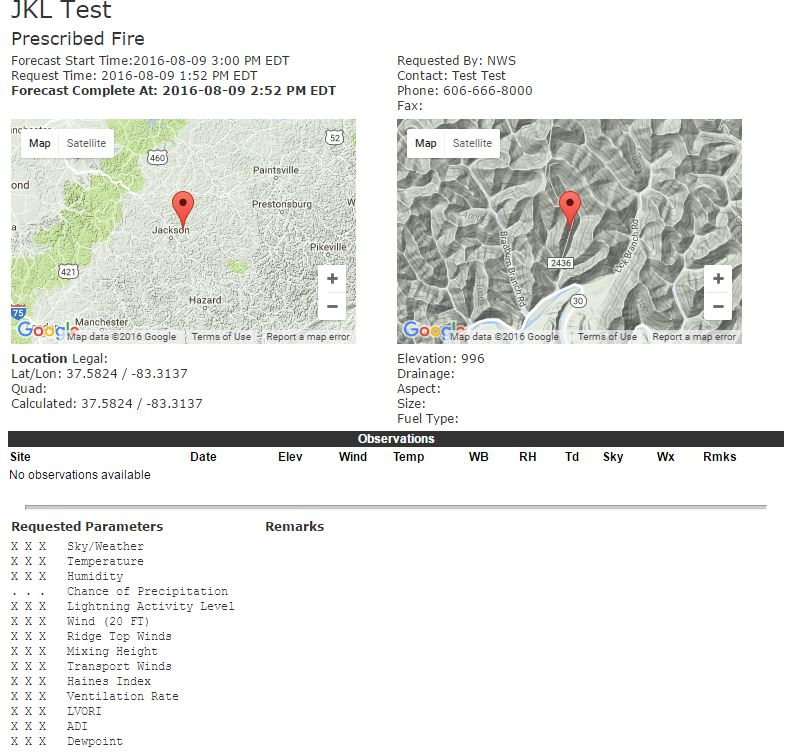 JKL Test
Prescribed Fire
Forecast Start Time:2016-08-09 3:00 PM EDT
Request Time: 2016-08-09 1:52 PM EDT
Forecast Complete At: 2016-08-09 2:52 PM EDT
Requested By: NWS
Contact: Test Test
Phone: 606-666-8000
Fax:
Map Satellite
52
460
ond
Paintsville
Prestonsburg
W
Jackson
Pikeville
421
Hazard
75
Manchester
+
−
Google
Map data ©2016 Google Terms of Use Report a map error
Map Satellite
1000
Bradburn Branch Rd
Lick Branch Rd
2436
30
+
−
Google
Map data ©2016 Google Terms of Use Report a map error
Location Legal:
Lat/Lon: 37.5824 / -83.3137
Quad:
Calculated: 37.5824 / -83.3137
Elevation: 996
Drainage:
Aspect:
Size:
Fuel Type:
Observations
Site Date Elev Wind Temp WB RH Td Sky Wx Rmks
No observations available
Requested Parameters Remarks
X X X Sky/Weather
X X X Temperature
X X X Humidity
. . . Chance of Precipitation
X X X Lightning Activity Level
X X X Wind (20 FT)
X X X Ridge Top Winds
X X X Mixing Height
X X X Transport Winds
X X X Haines Index
X X X Ventilation Rate
X X X LVORI
X X X ADI
X X X Dewpoint